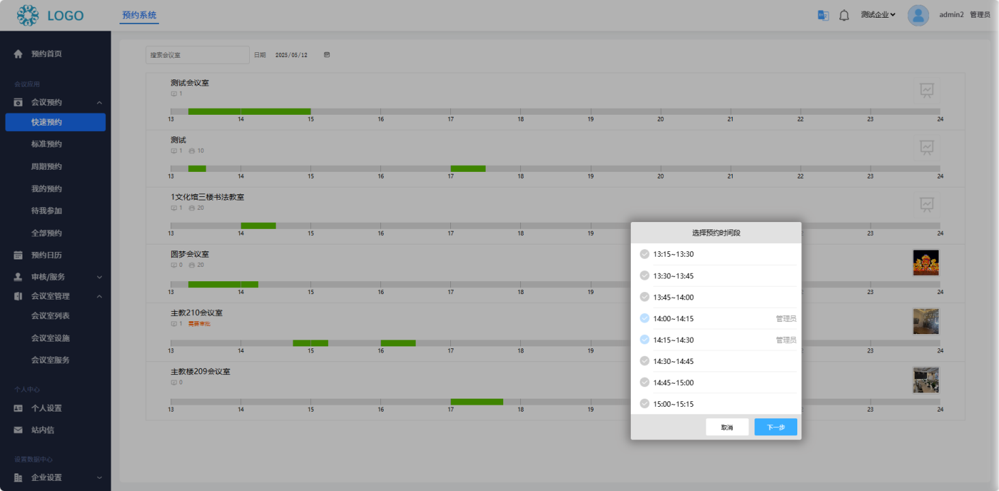 LOGO
预约系统
测试企业
admin2 管理员
预约首页
会议应用
会议预约
快速预约
标准预约
周期预约
我的预约
待我参加
全部预约
预约日历
审核/服务
会议室管理
会议室列表
会议室设施
会议室服务
个人中心
个人设置
站内信
设置数据中心
企业设置
搜索会议室 日期 2025/05/12
测试会议室
1
13 14 15 16 17 18 19 20 21 22 23 24
测试
1 10
13 14 15 16 17 18 19 20 21 22 23 24
1文化馆三楼书法教室
1 20
13 14 15 16 17 18 19 23 24
圆梦会议室
0 20
13 14 15 16 17 18 19 23 24
主教210会议室
1 需要审批
13 14 15 16 17 18 19 23 24
主教楼209会议室
0
13 14 15 16 17 18 19 23 24
选择预约时间段
13:15~13:30
13:30~13:45
13:45~14:00
14:00~14:15 管理员
14:15~14:30 管理员
14:30~14:45
14:45~15:00
15:00~15:15
取消 下一步